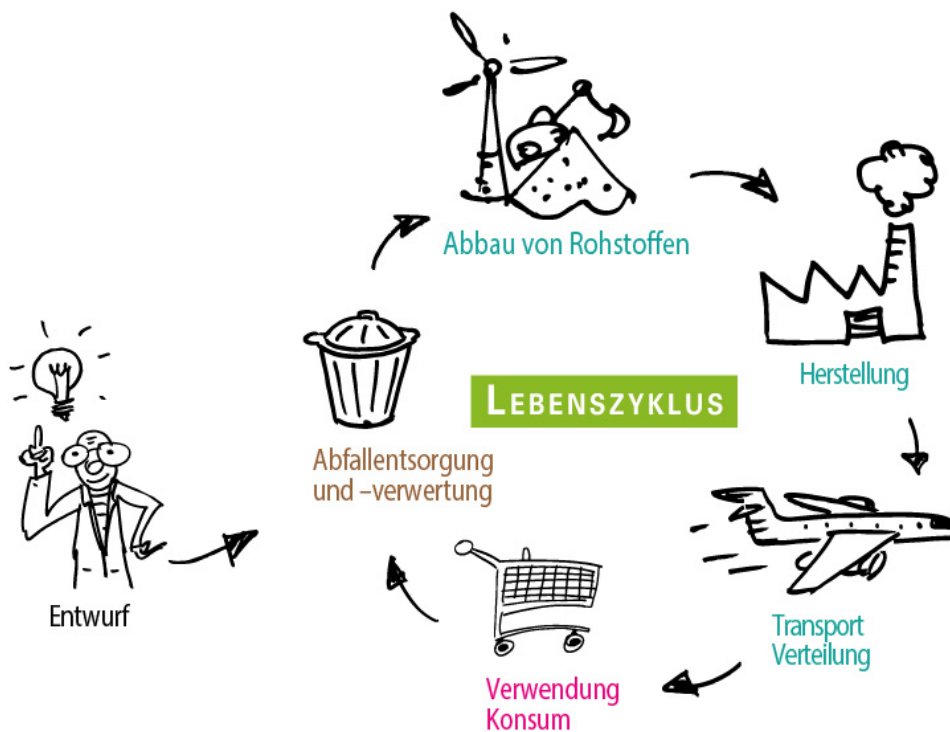 Abbau von Rohstoffen
Herstellung
LEBENSZYKLUS
Abfallentsorgung
und –verwertung
Entwurf
Transport
Verteilung
Verwendung
Konsum